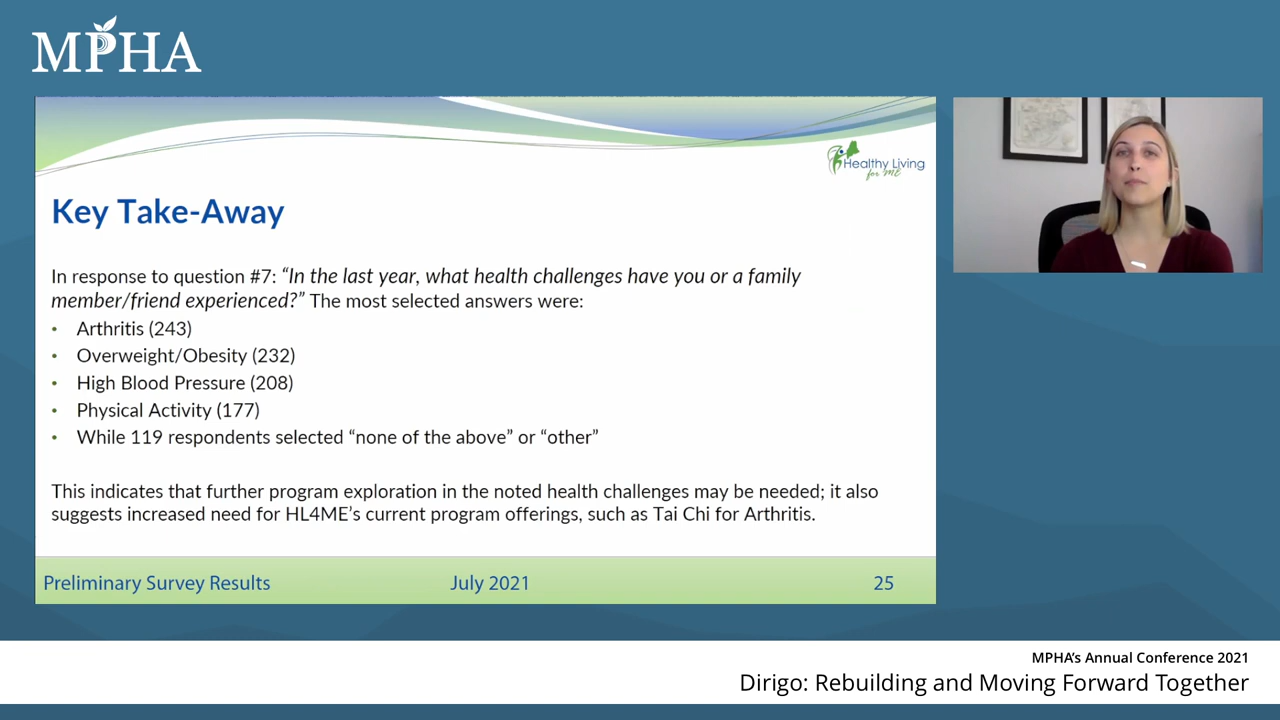 MPHA
Healthy Living
for ME
Key Take-Away
In response to question #7: “In the last year, what health challenges have you or a family
member/friend experienced?” The most selected answers were:
• Arthritis (243)
• Overweight/Obesity (232)
• High Blood Pressure (208)
• Physical Activity (177)
• While 119 respondents selected “none of the above” or “other”
This indicates that further program exploration in the noted health challenges may be needed; it also
suggests increased need for HL4ME’s current program offerings, such as Tai Chi for Arthritis.
Preliminary Survey Results July 2021 25
MPHA’s Annual Conference 2021
Dirigo: Rebuilding and Moving Forward Together